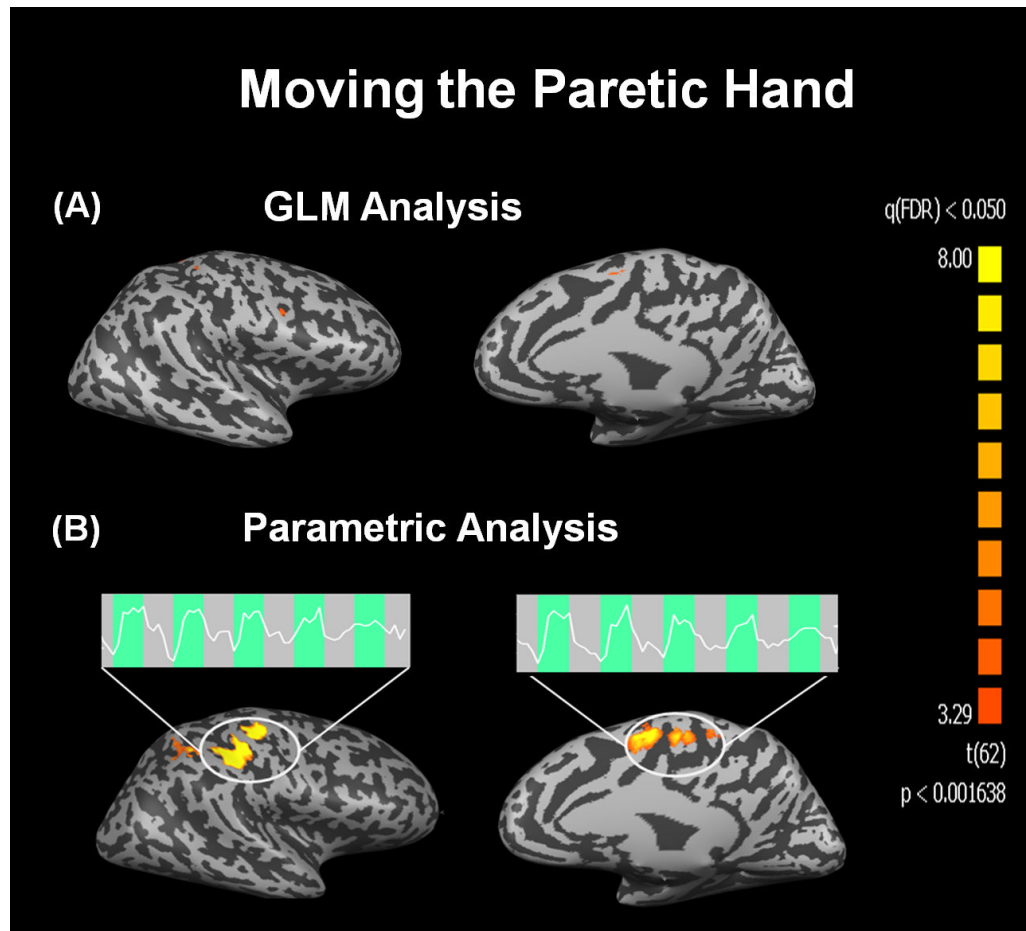 Moving the Paretic Hand
(A) GLM Analysis
q(FDR) < 0.050
8.00
(B) Parametric Analysis
3.29
t(62)
p < 0.001638